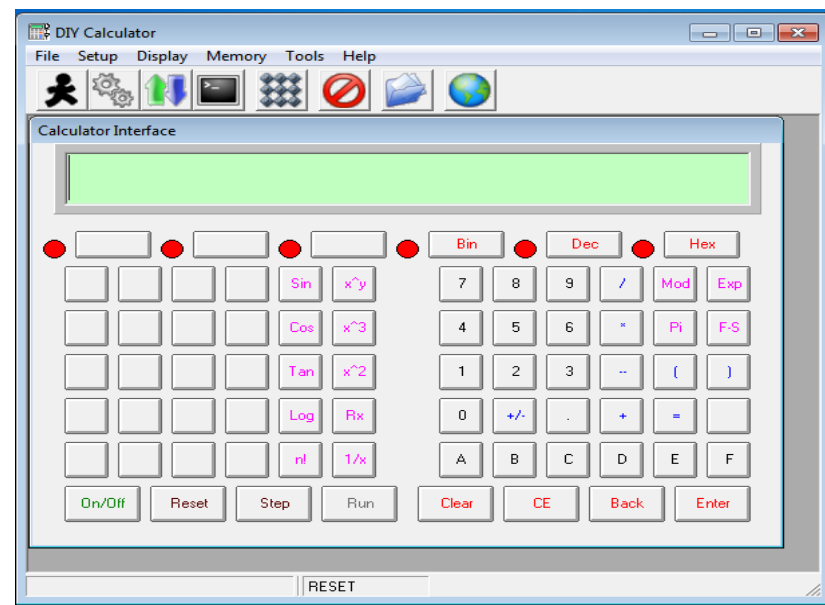 DIY Calculator
File Setup Display Memory Tools Help
Calculator Interface
Bin Dec Hex
Sin x^y 7 8 9 / Mod Exp
Cos x^3 4 5 6 * Pi F-S
Tan x^2 1 2 3 -- ( )
Log Rx 0 +/- . + =
n! 1/x A B C D E F
On/Off Reset Step Run Clear CE Back Enter
RESET